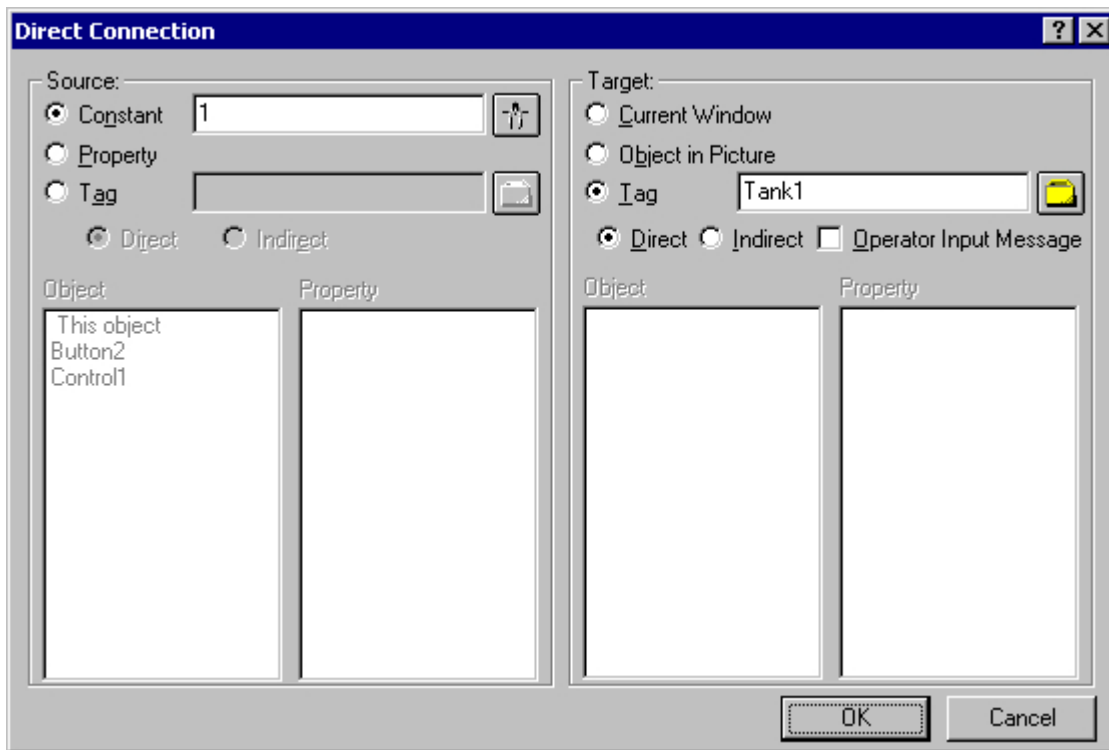 Direct Connection
Source:
Constant 1
Property
Tag
Direct Indirect
Object Property
This object
Button2
Control1
Target:
Current Window
Object in Picture
Tag Tank1
Direct Indirect Operator Input Message
Object Property
OK Cancel